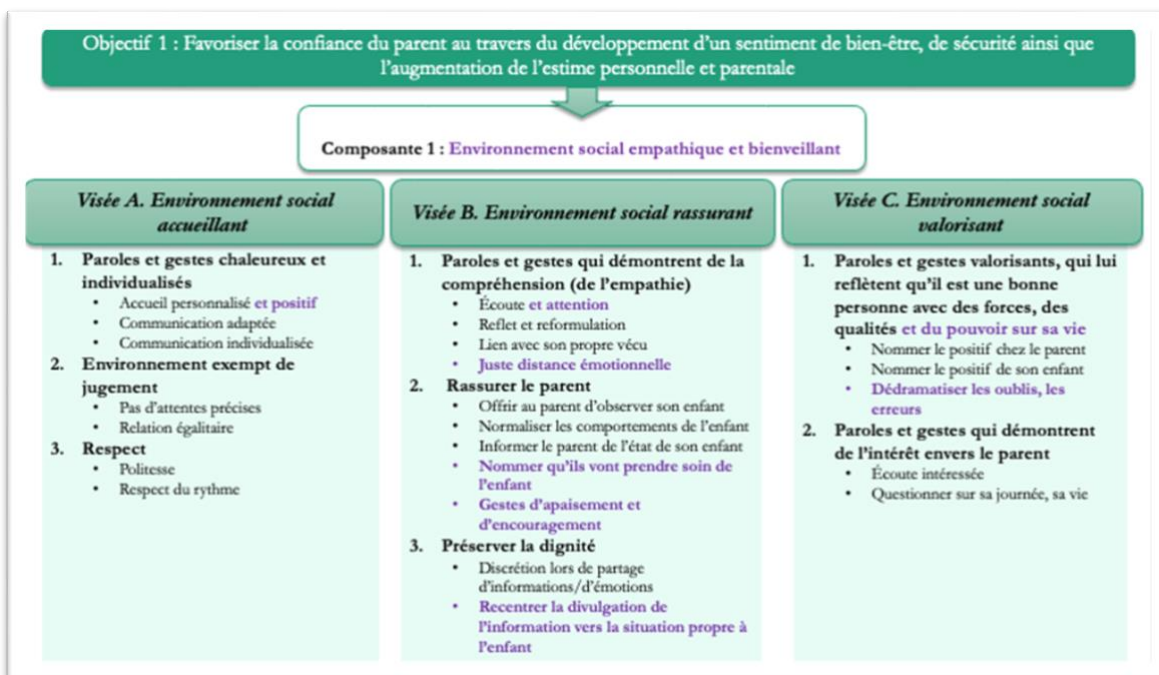 Objectif 1 : Favoriser la confiance du parent au travers du développement d'un sentiment de bien-être, de sécurité ainsi que
l'augmentation de l'estime personnelle et parentale
Composante 1 : Environnement social empathique et bienveillant
Visée A. Environnement social
accueillant
1. Paroles et gestes chaleureux et
individualisés
• Accueil personnalisé et positif
• Communication adaptée
• Communication individualisée
2. Environnement exempt de
jugement
• Pas d'attentes précises
• Relation égalitaire
3. Respect
• Politesse
• Respect du rythme
Visée B. Environnement social rassurant
1. Paroles et gestes qui démontrent de la
compréhension (de l'empathie)
• Écoute et attention
• Reflet et reformulation
• Lien avec son propre vécu
• Juste distance émotionnelle
2. Rassurer le parent
• Offrir au parent d'observer son enfant
• Normaliser les comportements de l'enfant
• Informer le parent de l'état de son enfant
• Nommer qu'ils vont prendre soin de
l'enfant
• Gestes d'apaisement et
d'encouragement
3. Préserver la dignité
• Discrétion lors de partage
d'informations/d'émotions
• Recentrer la divulgation de
l'information vers la situation propre à
l'enfant
Visée C. Environnement social
valorisant
1. Paroles et gestes valorisants, qui lui
reflètent qu'il est une bonne
personne avec des forces, des
qualités et du pouvoir sur sa vie
• Nommer le positif chez le parent
• Nommer le positif de son enfant
• Dédramatiser les oublis, les
erreurs
2. Paroles et gestes qui démontrent
de l'intérêt envers le parent
• Écoute intéressée
• Questionner sur sa journée, sa vie